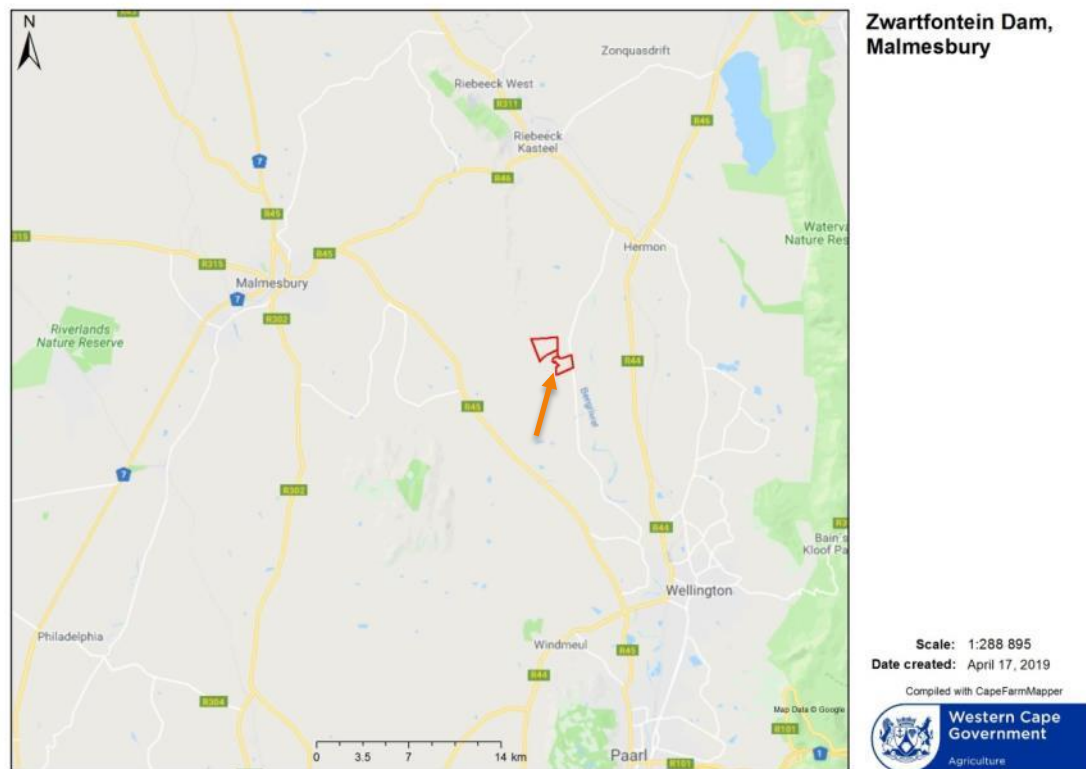 Zwartfontein Dam,
Malmesbury
N
R45
Zonquasdrift
Riebeeck West
R311
R46
Riebeeck
Kasteel
7
R46
R45
R315
R45
Waterva
Nature Res
Hermon
R315
Malmesbury
7
R302
Riverlands
Nature Reserve
R44
Bergrivier
R45
7
R302
R44
Bain's
Kloof Pa
Wellington
Philadelphia
Windmeul
R45
R44
R304
Map Data © Google
R101
0 3.5 7 14 km
Paarl
R101
1
Scale: 1:288 895
Date created: April 17, 2019
Compiled with CapeFarmMapper
Western Cape
Government
Agriculture